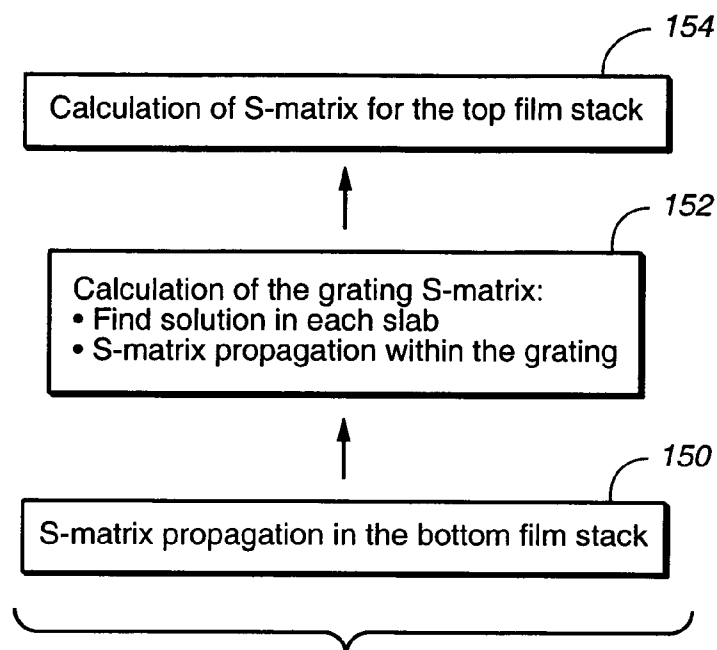 154
Calculation of S-matrix for the top film stack
152
Calculation of the grating S-matrix:
• Find solution in each slab
• S-matrix propagation within the grating
150
S-matrix propagation in the bottom film stack